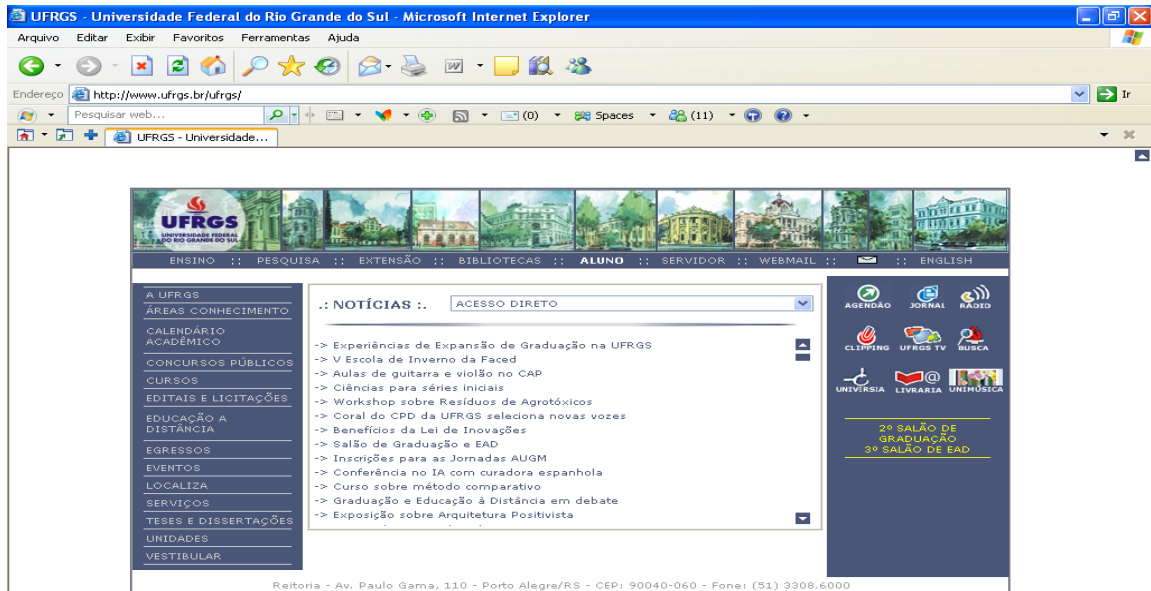 UFRGS - Universidade Federal do Rio Grande do Sul - Microsoft Internet Explorer
Arquivo Editar Exibir Favoritos Ferramentas Ajuda
Endereço http://www.ufrgs.br/ufrgs/ Ir
Pesquisar web... (0) Spaces (11)
UFRGS - Universidade...
UFRGS
UNIVERSIDADE FEDERAL
DO RIO GRANDE DO SUL
ENSINO :: PESQUISA :: EXTENSÃO :: BIBLIOTECAS :: ALUNO :: SERVIDOR :: WEBMAIL :: :: ENGLISH
A UFRGS
ÁREAS CONHECIMENTO
CALENDÁRIO
ACADÊMICO
CONCURSOS PÚBLICOS
CURSOS
EDITAIS E LICITAÇÕES
EDUCAÇÃO A
DISTÂNCIA
EGRESSOS
EVENTOS
LOCALIZA
SERVIÇOS
TESES E DISSERTAÇÕES
UNIDADES
VESTIBULAR
.: NOTÍCIAS :. ACESSO DIRETO
-> Experiências de Expansão de Graduação na UFRGS
-> V Escola de Inverno da Faced
-> Aulas de guitarra e violão no CAP
-> Ciências para séries iniciais
-> Workshop sobre Resíduos de Agrotóxicos
-> Coral do CPD da UFRGS seleciona novas vozes
-> Benefícios da Lei de Inovações
-> Salão de Graduação e EAD
-> Inscrições para as Jornadas AUGM
-> Conferência no IA com curadora espanhola
-> Curso sobre método comparativo
-> Graduação e Educação à Distância em debate
-> Exposição sobre Arquitetura Positivista
AGENDÃO JORNAL RÁDIO
CLIPPING UFRGS TV BUSCA
UNIVERSIA LIVRARIA UNIMÚSICA
2º SALÃO DE
GRADUAÇÃO
3º SALÃO DE EAD
Reitoria - Av. Paulo Gama, 110 - Porto Alegre/RS - CEP: 90040-060 - Fone: (51) 3308.6000